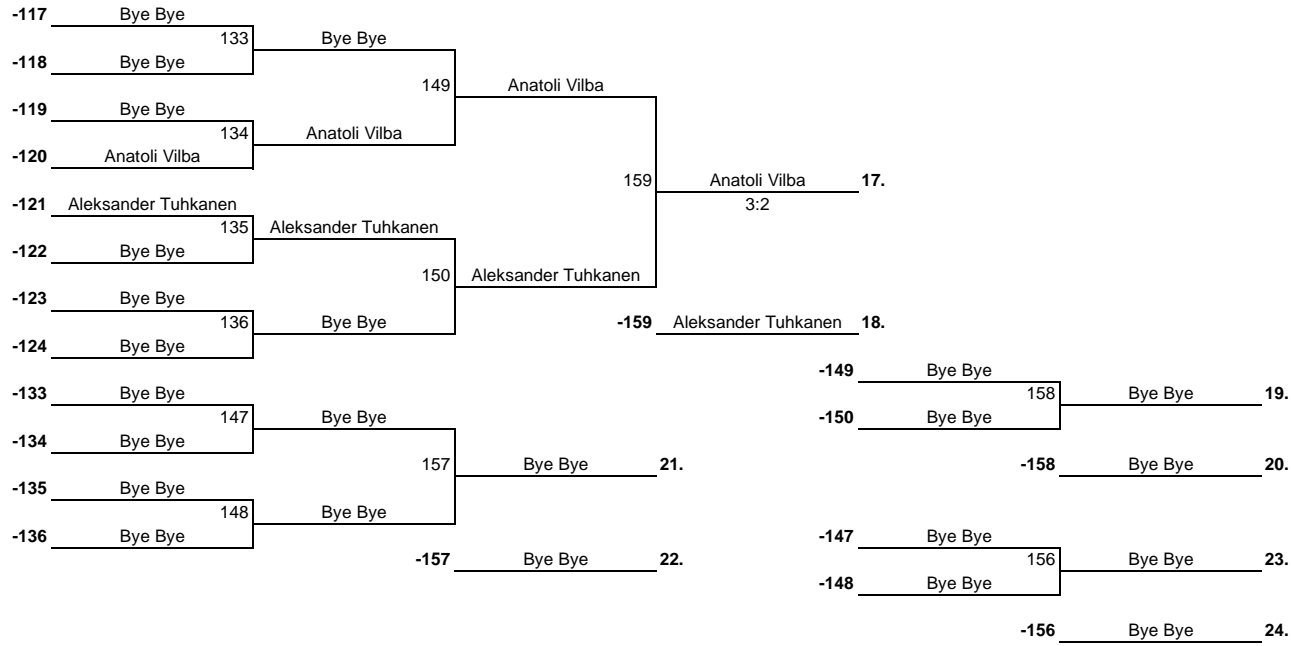 -117 Bye Bye
133 Bye Bye
-118 Bye Bye
149 Anatoli Vilba
-119 Bye Bye
134 Anatoli Vilba
-120 Anatoli Vilba
159 Anatoli Vilba 17.
3:2
-121 Aleksander Tuhkanen
135 Aleksander Tuhkanen
-122 Bye Bye
150 Aleksander Tuhkanen
-123 Bye Bye
136 Bye Bye
-159 Aleksander Tuhkanen 18.
-124 Bye Bye
-149 Bye Bye
158 Bye Bye 19.
-150 Bye Bye
-158 Bye Bye 20.
-133 Bye Bye
147 Bye Bye
-134 Bye Bye
157 Bye Bye 21.
-135 Bye Bye
148 Bye Bye
-136 Bye Bye
-157 Bye Bye 22.
-147 Bye Bye
156 Bye Bye 23.
-148 Bye Bye
-156 Bye Bye 24.